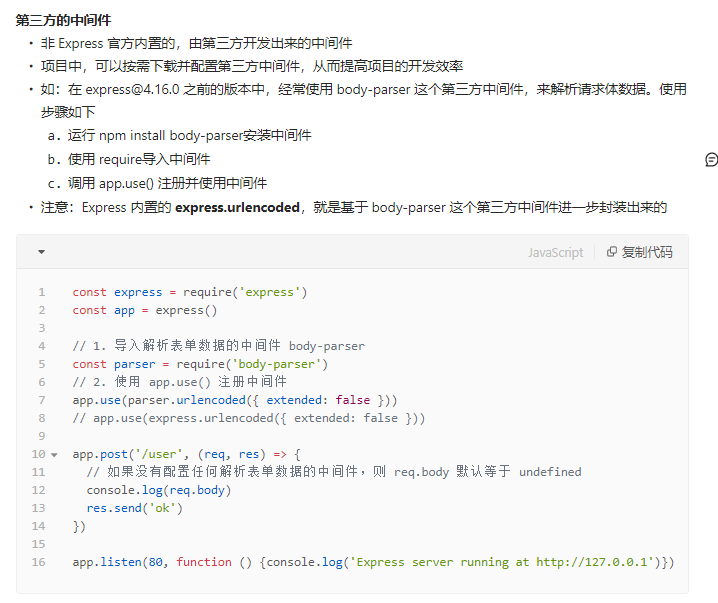 第三方的中间件
• 非 Express 官方内置的，由第三方开发出来的中间件
• 项目中，可以按需下载并配置第三方中间件，从而提高项目的开发效率
• 如：在 express@4.16.0 之前的版本中，经常使用 body-parser 这个第三方中间件，来解析请求体数据。使用
步骤如下
a. 运行 npm install body-parser安装中间件
b. 使用 require导入中间件
c. 调用 app.use() 注册并使用中间件
• 注意：Express 内置的 express.urlencoded，就是基于 body-parser 这个第三方中间件进一步封装出来的
JavaScript 复制代码
1 const express = require('express')
2 const app = express()
3
4 // 1. 导入解析表单数据的中间件 body-parser
5 const parser = require('body-parser')
6 // 2. 使用 app.use() 注册中间件
7 app.use(parser.urlencoded({ extended: false }))
8 // app.use(express.urlencoded({ extended: false }))
9
10 app.post('/user', (req, res) => {
11 // 如果没有配置任何解析表单数据的中间件，则 req.body 默认等于 undefined
12 console.log(req.body)
13 res.send('ok')
14 })
15
16 app.listen(80, function () {console.log('Express server running at http://127.0.0.1')})